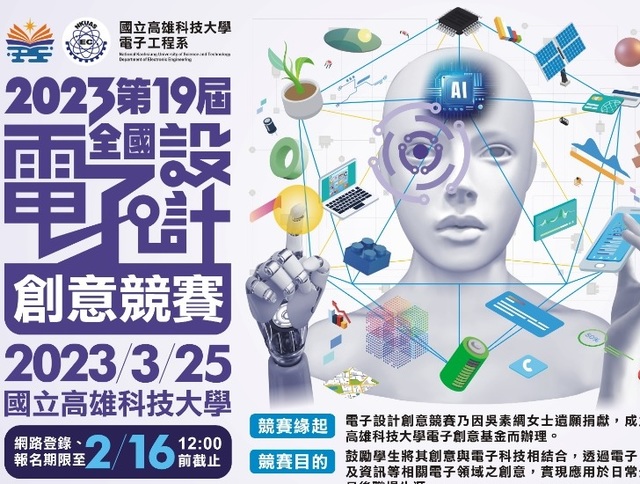 NKUAS
EC
國立高雄科技大學
電子工程系
National Kaohsiung University of Science and Technology
Department of Electronic Engineering
2023第19屆
全國
電子設計
創意競賽
2023/3/25
國立高雄科技大學
網路登錄、
報名期限至2/16 12:00
前截止
AI
C
競賽緣起
電子設計創意競賽乃因吳素綢女士遺願捐獻，成
高雄科技大學電子創意基金而辦理。
競賽目的
鼓勵學生將其創意與電子科技相結合，透過電子
及資訊等相關電子領域之創意，實現應用於日常